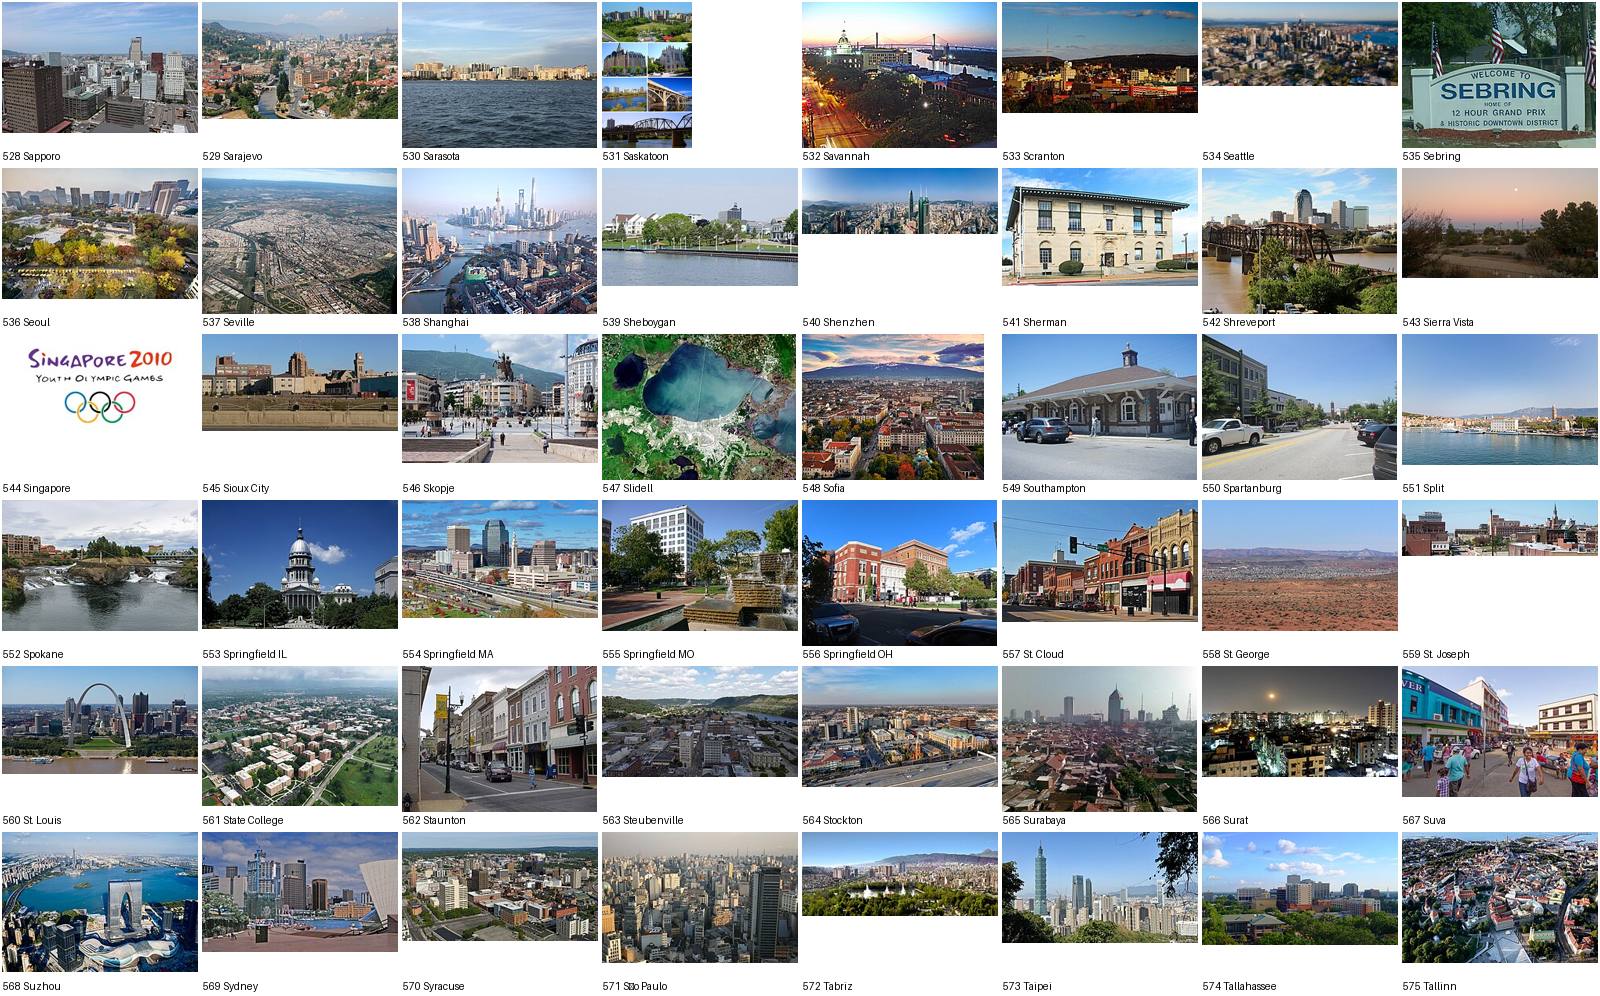 528 Sapporo
529 Sarajevo
530 Sarasota
531 Saskatoon
532 Savannah
533 Scranton
534 Seattle
WELCOME TO
SEBRING
HOME OF
12 HOUR GRAND PRIX
& HISTORIC DOWNTOWN DISTRICT
535 Sebring
536 Seoul
537 Seville
538 Shanghai
539 Sheboygan
540 Shenzhen
541 Sherman
542 Shreveport
543 Sierra Vista
SINGAPORE 2010
YOUTH OLYMPIC GAMES
544 Singapore
545 Sioux City
546 Skopje
547 Slidell
548 Sofia
549 Southampton
550 Spartanburg
551 Split
552 Spokane
553 Springfield IL
554 Springfield MA
555 Springfield MO
556 Springfield OH
557 St. Cloud
558 St. George
559 St. Joseph
560 St. Louis
561 State College
562 Staunton
563 Steubenville
564 Stockton
565 Surabaya
566 Surat
VER
567 Suva
568 Suzhou
569 Sydney
570 Syracuse
571 S▯o Paulo
572 Tabriz
573 Taipei
574 Tallahassee
575 Tallinn